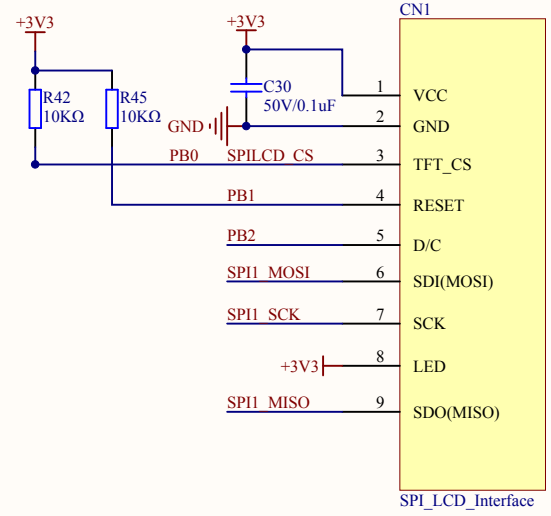 CN1
+3V3
+3V3
R42
10KΩ
R45
10KΩ
C30
50V/0.1uF
GND
1 VCC
2 GND
PB0 SPILCD_CS 3 TFT_CS
PB1 4 RESET
PB2 5 D/C
SPI1_MOSI 6 SDI(MOSI)
SPI1_SCK 7 SCK
+3V3 8 LED
SPI1_MISO 9 SDO(MISO)
SPI_LCD_Interface